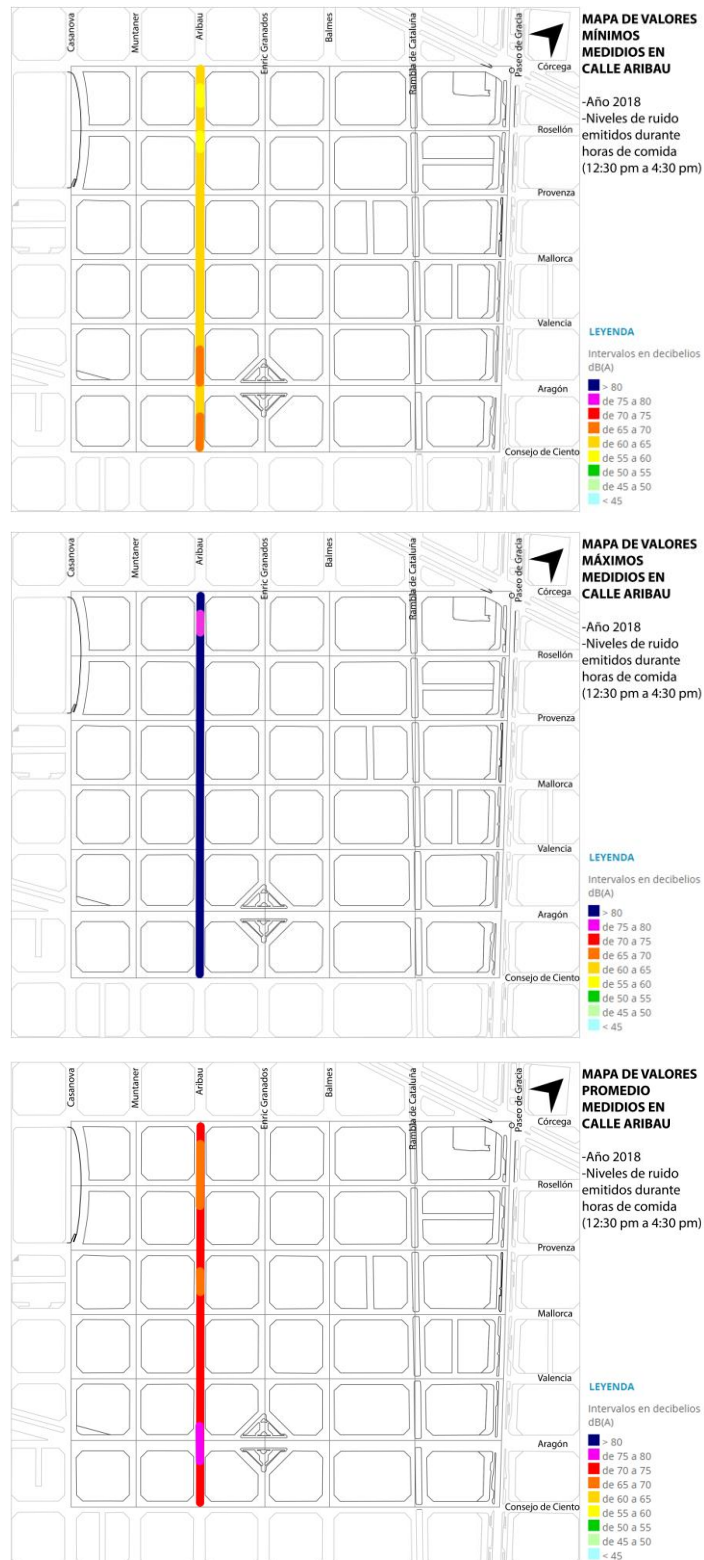 Casanova
Muntaner
Aribau
Enric Granados
Balmes
Rambla de Cataluña
Paseo de Gracia
Córcega
Rosellón
Provenza
Mallorca
Valencia
Aragón
Consejo de Ciento
MAPA DE VALORES
MÍNIMOS
MEDIDIOS EN
CALLE ARIBAU
-Año 2018
-Niveles de ruido
emitidos durante
horas de comida
(12:30 pm a 4:30 pm)
LEYENDA
Intervalos en decibelios
dB(A)
> 80
de 75 a 80
de 70 a 75
de 65 a 70
de 60 a 65
de 55 a 60
de 50 a 55
de 45 a 50
< 45
Casanova
Muntaner
Aribau
Enric Granados
Balmes
Rambla de Cataluña
Paseo de Gracia
Córcega
Rosellón
Provenza
Mallorca
Valencia
Aragón
Consejo de Ciento
MAPA DE VALORES
MÁXIMOS
MEDIDIOS EN
CALLE ARIBAU
-Año 2018
-Niveles de ruido
emitidos durante
horas de comida
(12:30 pm a 4:30 pm)
LEYENDA
Intervalos en decibelios
dB(A)
> 80
de 75 a 80
de 70 a 75
de 65 a 70
de 60 a 65
de 55 a 60
de 50 a 55
de 45 a 50
< 45
Casanova
Muntaner
Aribau
Enric Granados
Balmes
Rambla de Cataluña
Paseo de Gracia
Córcega
Rosellón
Provenza
Mallorca
Valencia
Aragón
Consejo de Ciento
MAPA DE VALORES
PROMEDIO
MEDIDIOS EN
CALLE ARIBAU
-Año 2018
-Niveles de ruido
emitidos durante
horas de comida
(12:30 pm a 4:30 pm)
LEYENDA
Intervalos en decibelios
dB(A)
> 80
de 75 a 80
de 70 a 75
de 65 a 70
de 60 a 65
de 55 a 60
de 50 a 55
de 45 a 50
< 45